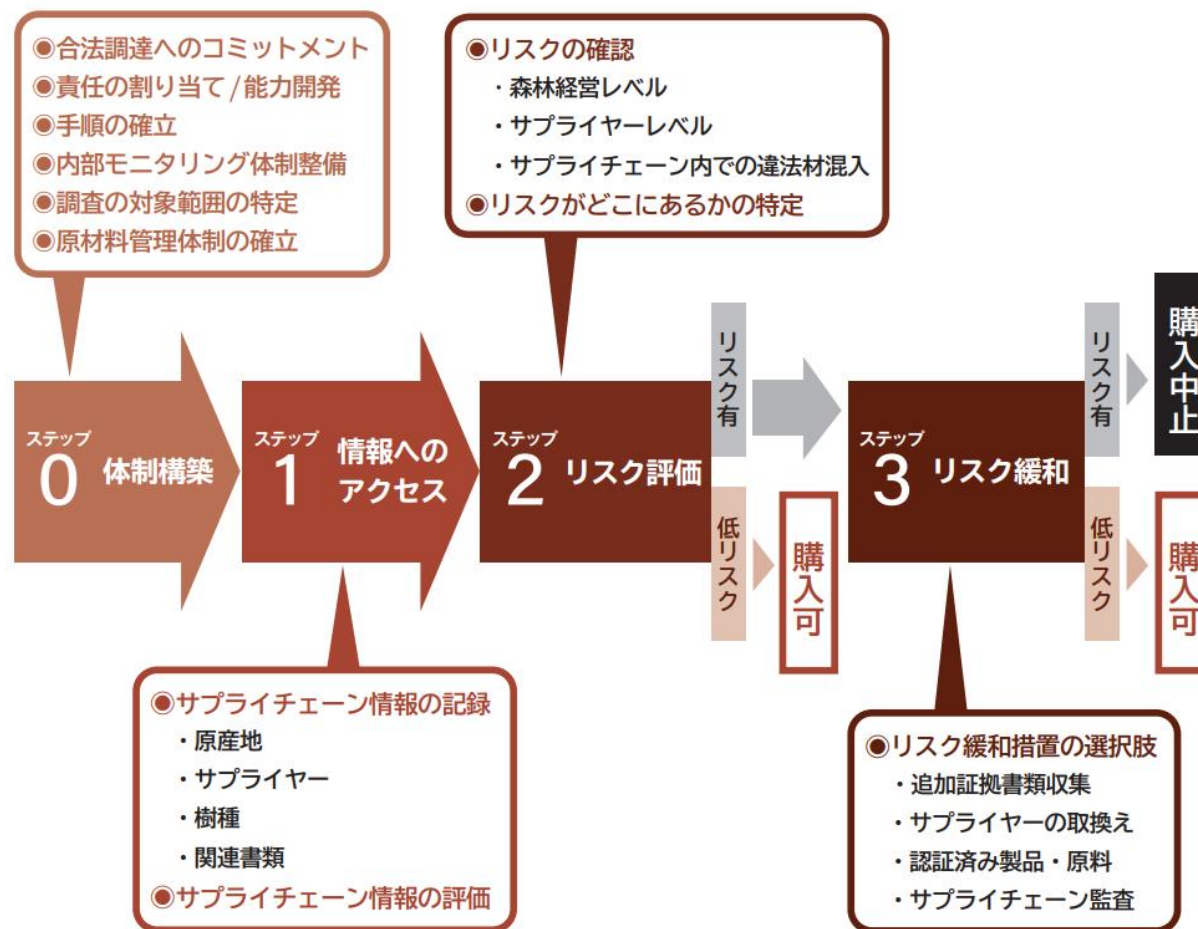 ◉合法調達へのコミットメント
◉責任の割り当て / 能力開発
◉手順の確立
◉内部モニタリング体制整備
◉調査の対象範囲の特定
◉原材料管理体制の確立
◉リスクの確認
・森林経営レベル
・サプライヤーレベル
・サプライチェーン内での違法材混入
◉リスクがどこにあるかの特定
ステップ
0 体制構築
ステップ
1 情報への
アクセス
ステップ
2 リスク評価
リスク有
低リスク
購入可
ステップ
3 リスク緩和
リスク有
購入中止
低リスク
購入可
◉サプライチェーン情報の記録
・原産地
・サプライヤー
・樹種
・関連書類
◉サプライチェーン情報の評価
◉リスク緩和措置の選択肢
・追加証拠書類収集
・サプライヤーの取換え
・認証済み製品・原料
・サプライチェーン監査